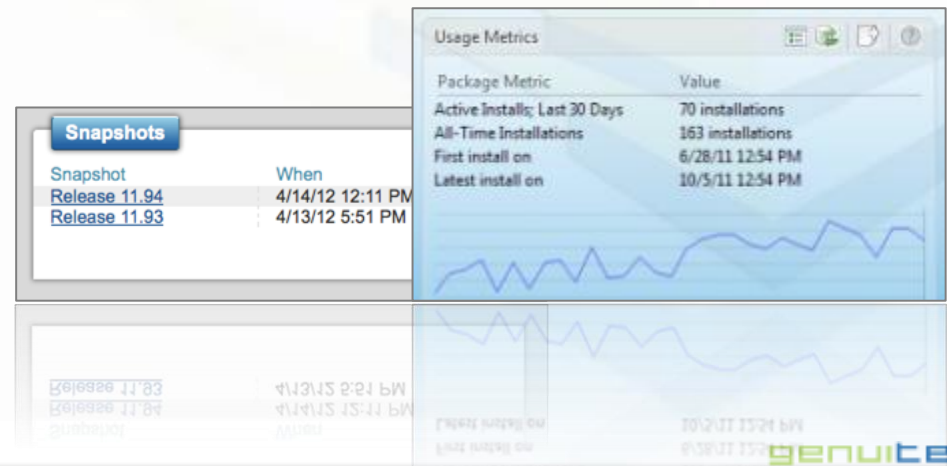 Usage Metrics
Package Metric Value
Active Installs; Last 30 Days 70 installations
All-Time Installations 163 installations
First install on 6/28/11 12:54 PM
Latest install on 10/5/11 12:54 PM
Snapshots
Snapshot When
Release 11.94 4/14/12 12:11 PM
Release 11.93 4/13/12 5:51 PM
genuite